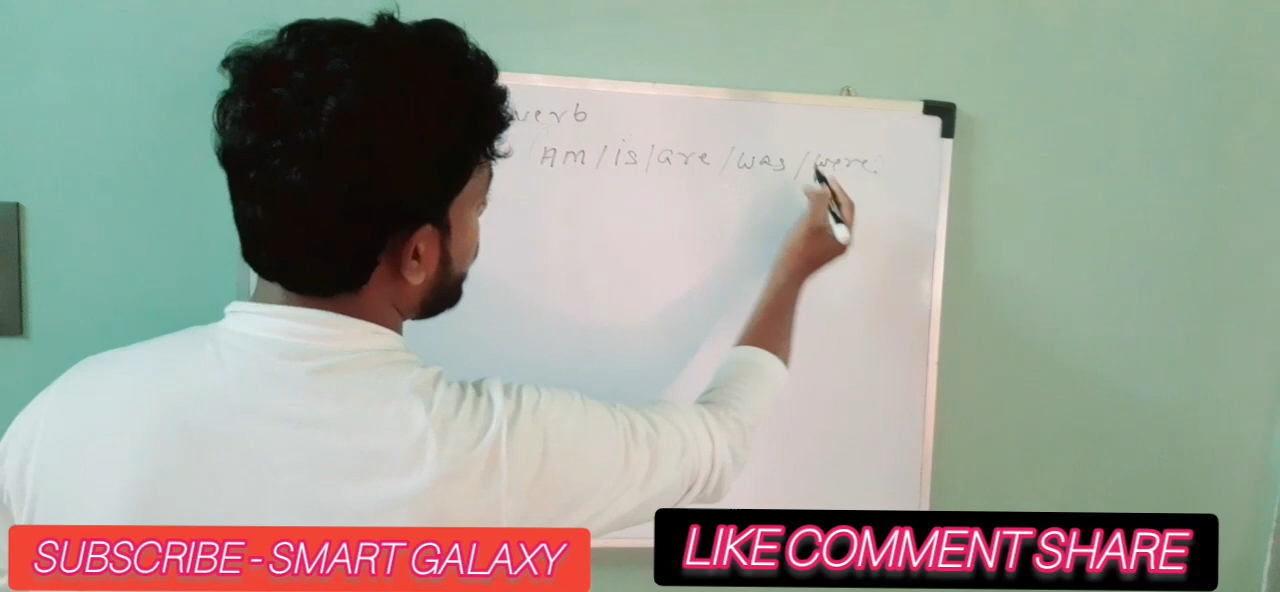 verb
AM/is/are/was/were
SUBSCRIBE - SMART GALAXY
LIKE COMMENT SHARE